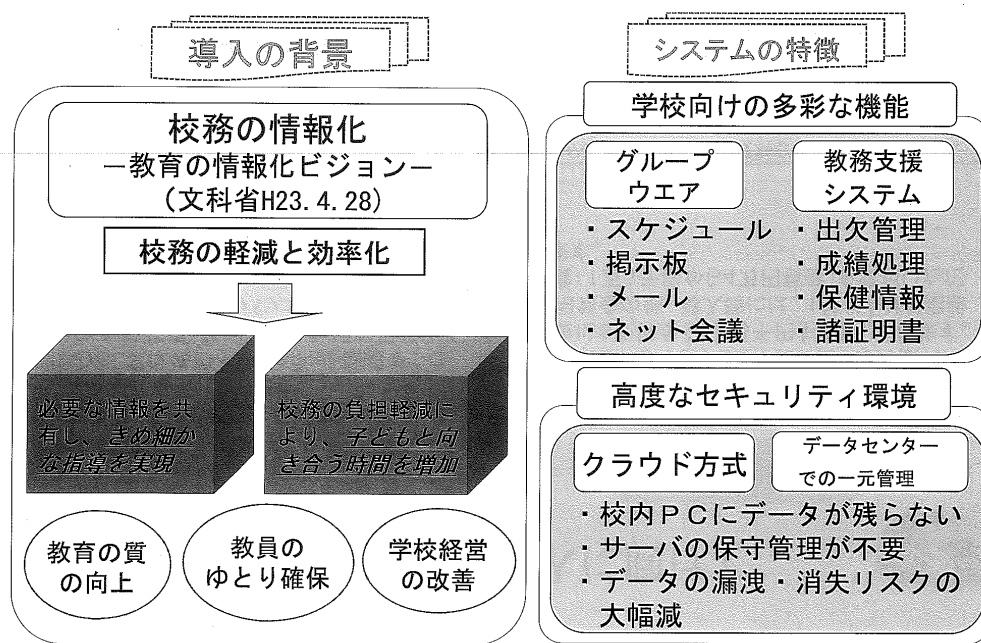 導入の背景
校務の情報化
－教育の情報化ビジョン－
（文科省H23.4.28）
校務の軽減と効率化
必要な情報を共
有し、きめ細か
な指導を実現
校務の負担軽減に
より、子どもと向
き合う時間を増加
教育の質
の向上
教員の
ゆとり確保
学校経営
の改善
システムの特徴
学校向けの多彩な機能
グループ
ウエア
・スケジュール
・掲示板
・メール
・ネット会議
教務支援
システム
・出欠管理
・成績処理
・保健情報
・諸証明書
高度なセキュリティ環境
クラウド方式
データセンター
での一元管理
・校内ＰＣにデータが残らない
・サーバの保守管理が不要
・データの漏洩・消失リスクの
大幅減